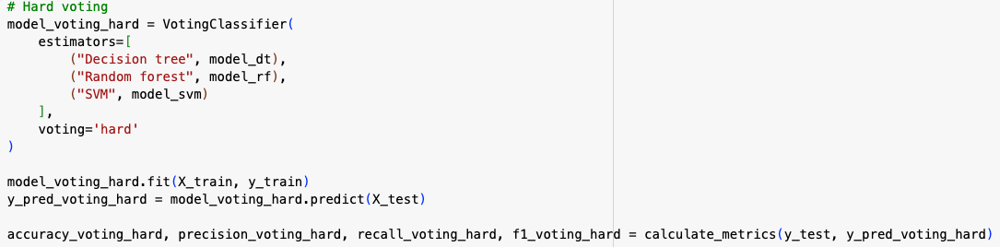 # Hard voting
model_voting_hard = VotingClassifier(
    estimators=[
        ("Decision tree", model_dt),
        ("Random forest", model_rf),
        ("SVM", model_svm)
    ],
    voting='hard'
)
model_voting_hard.fit(X_train, y_train)
y_pred_voting_hard = model_voting_hard.predict(X_test)
accuracy_voting_hard, precision_voting_hard, recall_voting_hard, f1_voting_hard = calculate_metrics(y_test, y_pred_voting_hard)